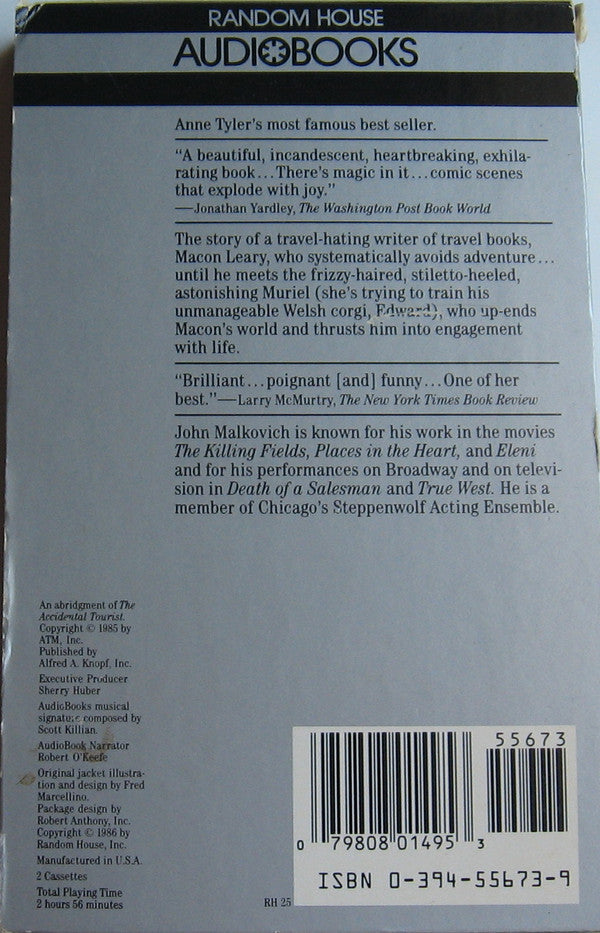 RANDOM HOUSE
AUDIOBOOKS
Anne Tyler's most famous best seller.
“A beautiful, incandescent, heartbreaking, exhila-
rating book...There's magic in it...comic scenes
that explode with joy.”
—Jonathan Yardley, The Washington Post Book World
The story of a travel-hating writer of travel books,
Macon Leary, who systematically avoids adventure...
until he meets the frizzy-haired, stiletto-heeled,
astonishing Muriel (she's trying to train his
unmanageable Welsh corgi, Edward), who up-ends
Macon's world and thrusts him into engagement
with life.
“Brilliant...poignant [and] funny...One of her
best.”—Larry McMurtry, The New York Times Book Review
John Malkovich is known for his work in the movies
The Killing Fields, Places in the Heart, and Eleni
and for his performances on Broadway and on televi-
sion in Death of a Salesman and True West. He is a
member of Chicago's Steppenwolf Acting Ensemble.
An abridgment of The
Accidental Tourist.
Copyright © 1985 by
ATM, Inc.
Published by
Alfred A. Knopf, Inc.
Executive Producer
Sherry Huber
AudioBooks musical
signature composed by
Scott Killian.
AudioBook Narrator
Robert O'Keefe
Original jacket illustra-
tion and design by Fred
Marcellino.
Package design by
Robert Anthony, Inc.
Copyright © 1986 by
Random House, Inc.
Manufactured in U.S.A.
2 Cassettes
Total Playing Time
2 hours 56 minutes
RH 25
55673
0 79808 01495 3
ISBN 0-394-55673-9